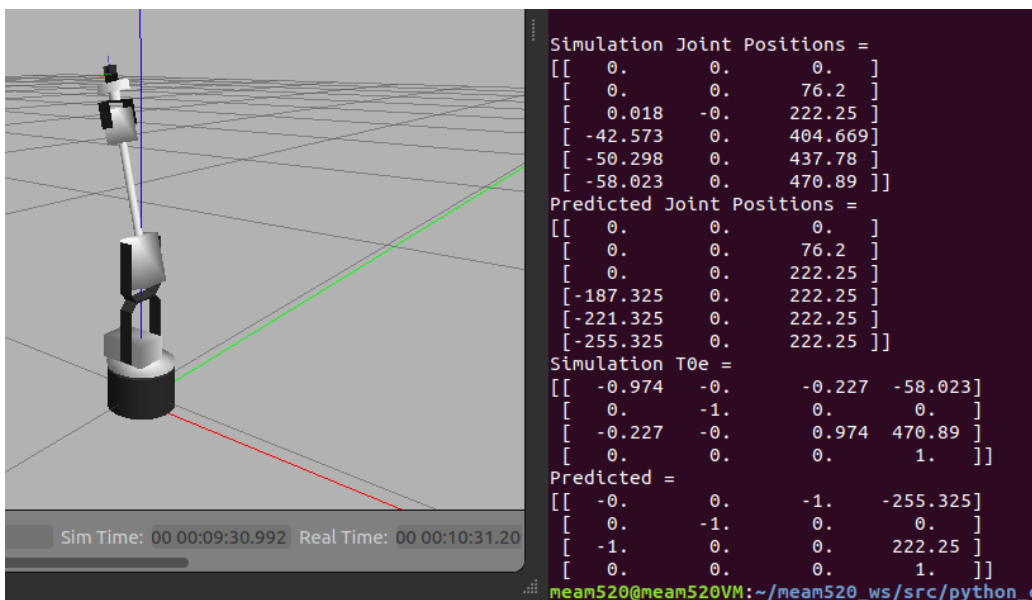 Simulation Joint Positions =
[[   0.      0.      0.   ]
 [   0.      0.     76.2  ]
 [   0.018  -0.    222.25 ]
 [ -42.573   0.    404.669]
 [ -50.298   0.    437.78 ]
 [ -58.023   0.    470.89 ]]
Predicted Joint Positions =
[[   0.      0.      0.   ]
 [   0.      0.     76.2  ]
 [   0.      0.    222.25 ]
 [-187.325   0.    222.25 ]
 [-221.325   0.    222.25 ]
 [-255.325   0.    222.25 ]]
Simulation T0e =
[[  -0.974  -0.     -0.227  -58.023]
 [   0.     -1.      0.      0.   ]
 [  -0.227  -0.      0.974  470.89 ]
 [   0.      0.      0.      1.   ]]
Predicted =
[[  -0.      0.     -1.   -255.325]
 [   0.     -1.      0.      0.   ]
 [  -1.      0.      0.    222.25 ]
 [   0.      0.      0.      1.   ]]
meam520@meam520VM:~/meam520_ws/src/python_
Sim Time: 00 00:09:30.992 Real Time: 00 00:10:31.20